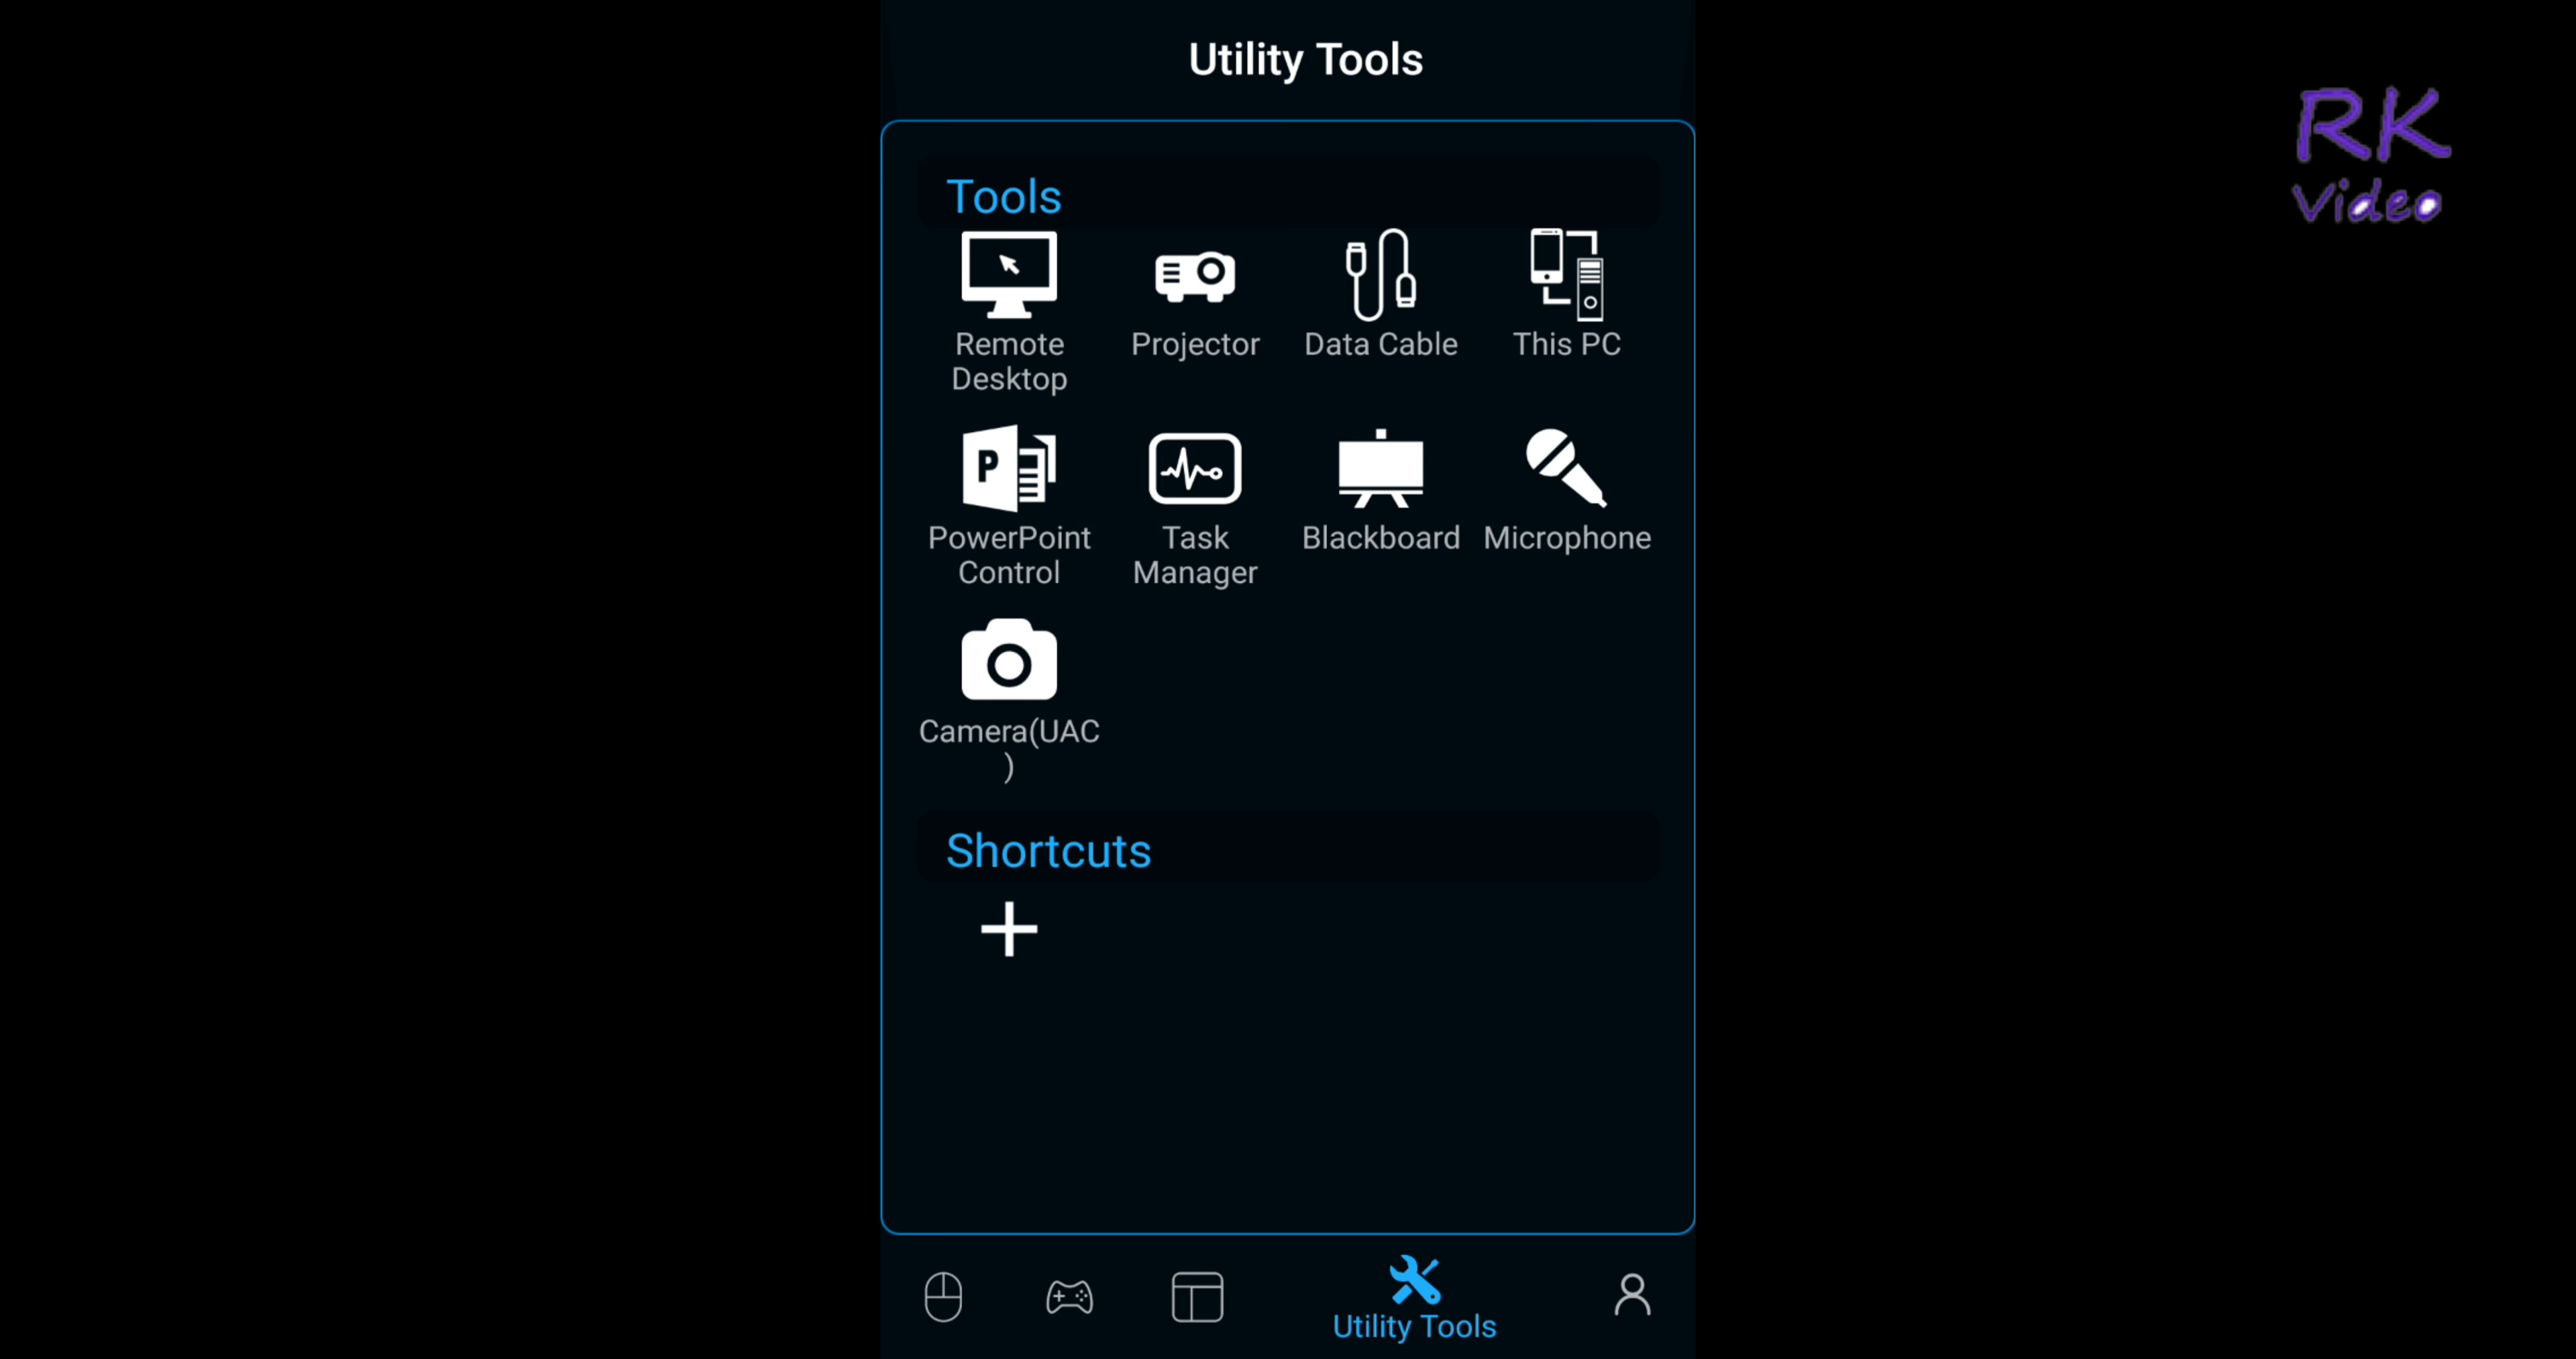 Utility Tools
RK
Video
Tools
Remote
Desktop
Projector
Data Cable
This PC
P
PowerPoint
Control
Task
Manager
Blackboard
Microphone
Camera(UAC
)
Shortcuts
Utility Tools